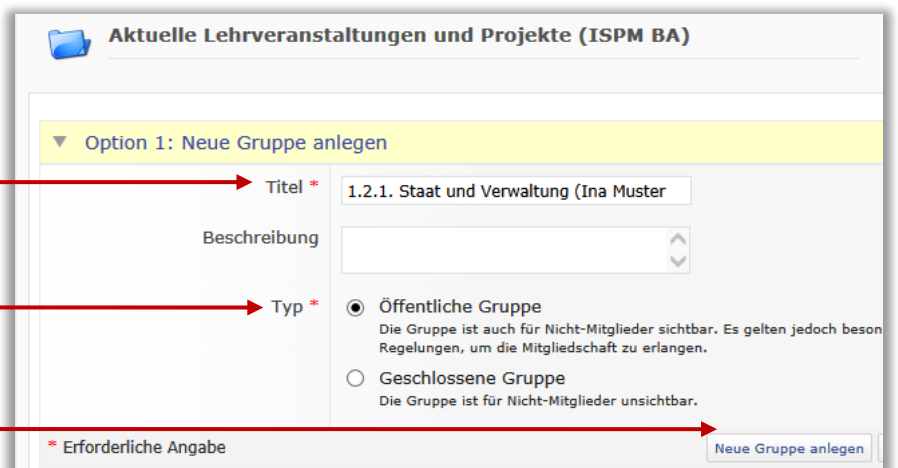 Aktuelle Lehrveranstaltungen und Projekte (ISPM BA)
Option 1: Neue Gruppe anlegen
Titel *
1.2.1. Staat und Verwaltung (Ina Muster
Beschreibung
Typ *
Öffentliche Gruppe
Die Gruppe ist auch für Nicht-Mitglieder sichtbar. Es gelten jedoch beson
Regelungen, um die Mitgliedschaft zu erlangen.
Geschlossene Gruppe
Die Gruppe ist für Nicht-Mitglieder unsichtbar.
* Erforderliche Angabe
Neue Gruppe anlegen